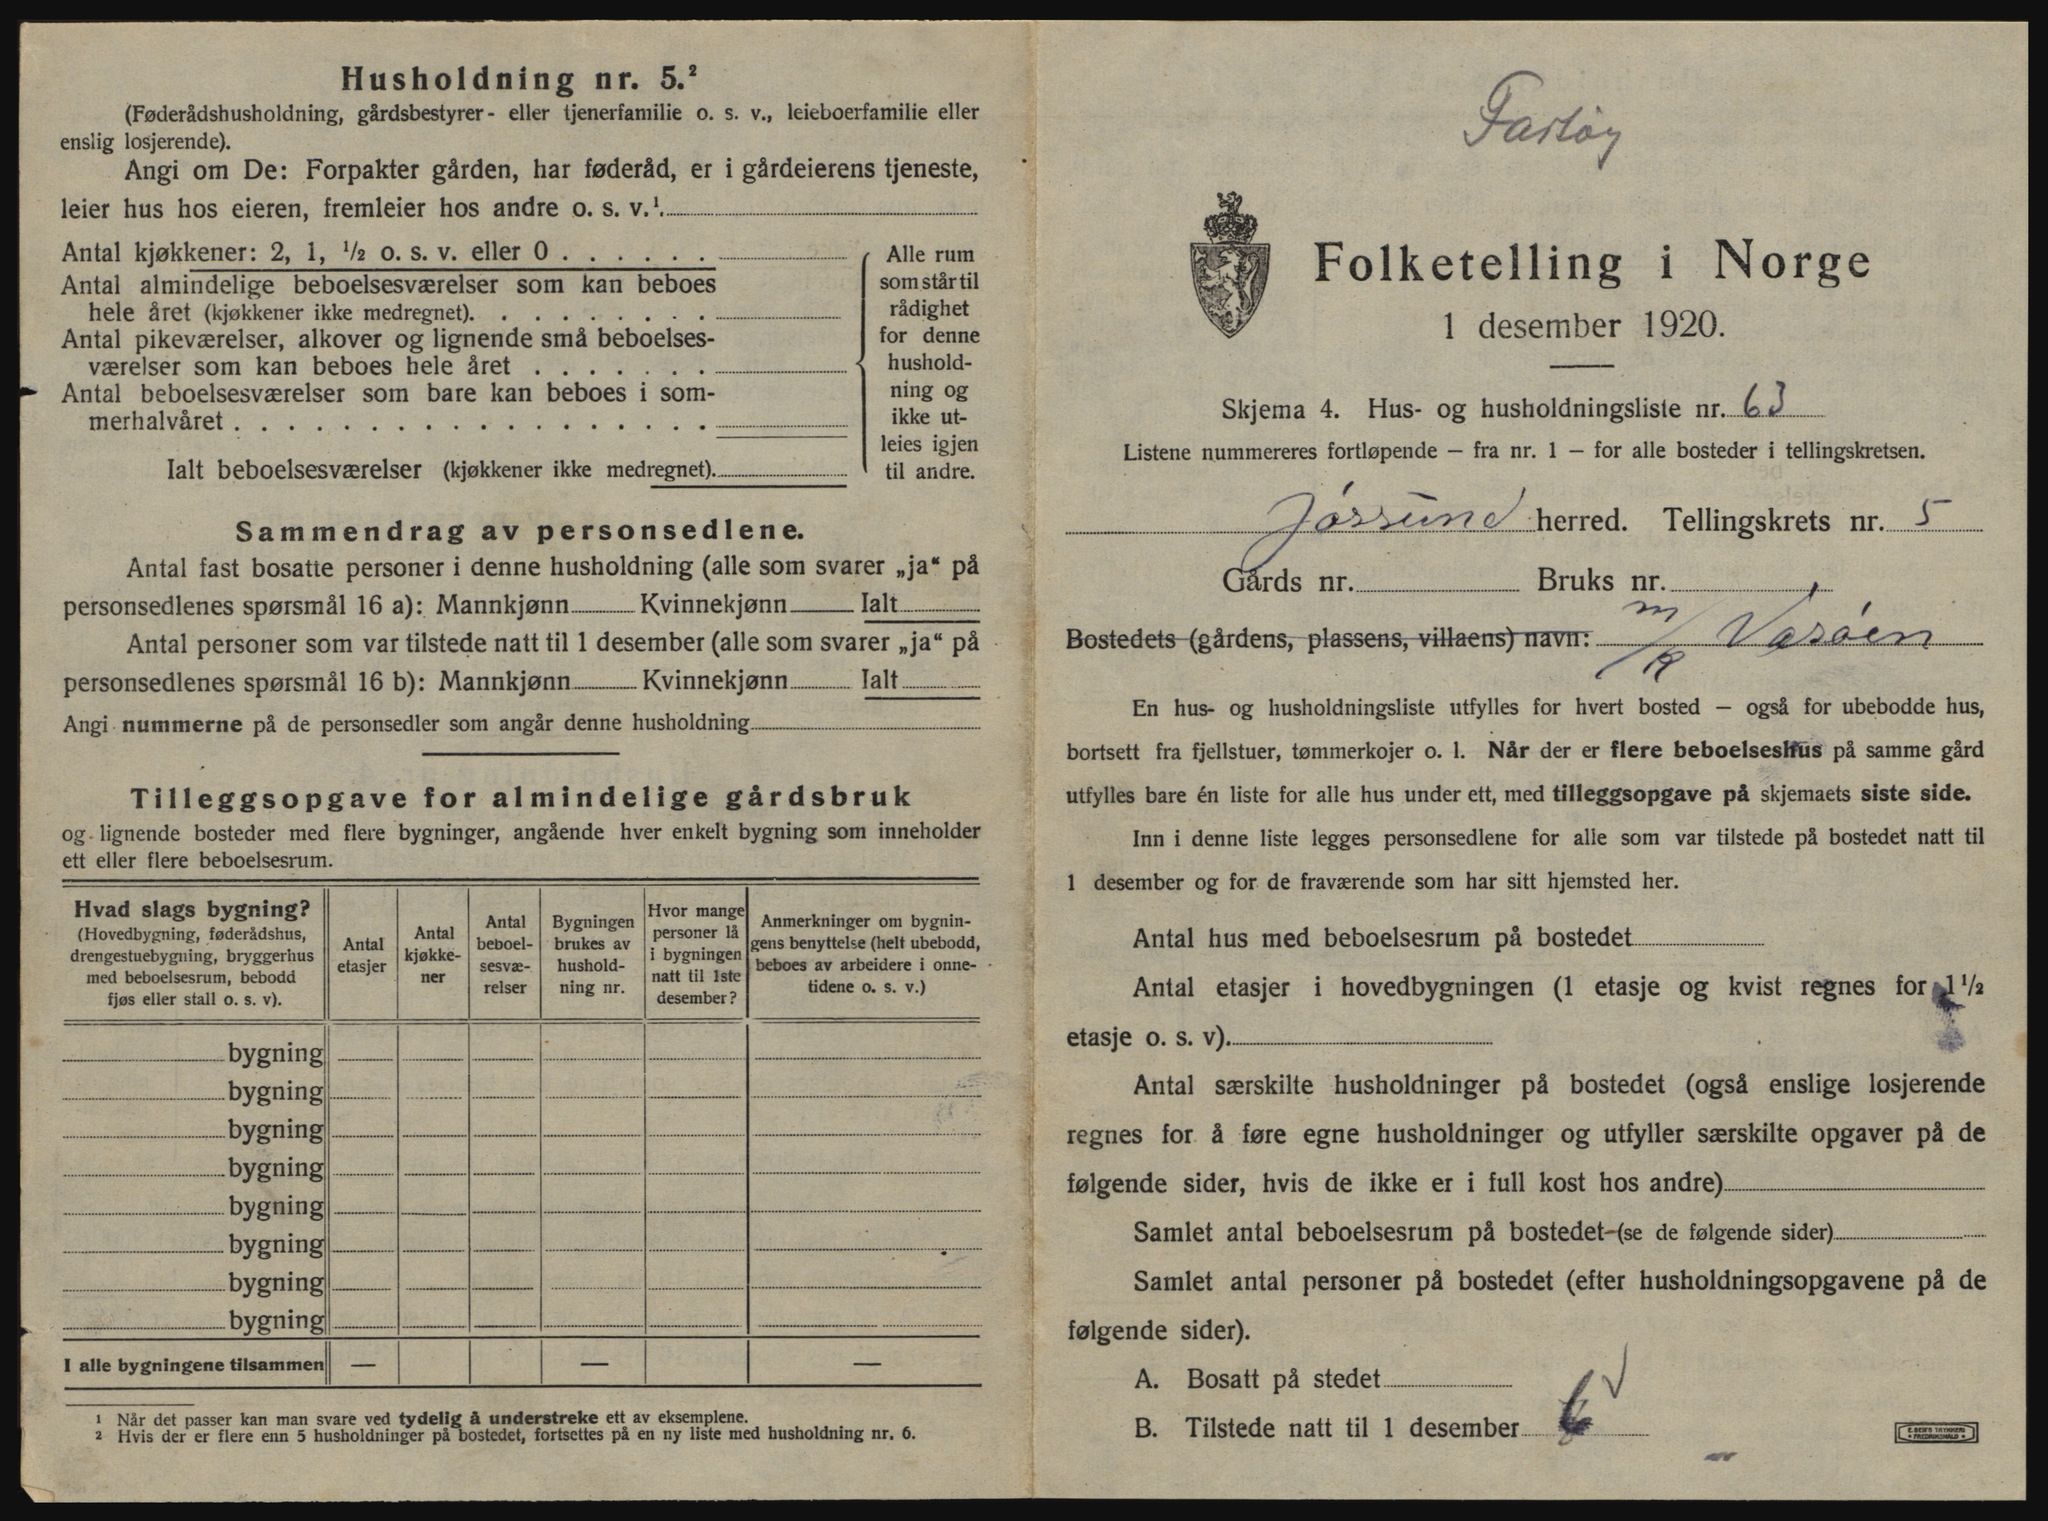 Husholdning nr. 5.²
(Føderådshusholdning, gårdsbestyrer- eller tjenerfamilie o. s. v., leieboerfamilie eller
enslig losjerende).
Angi om De: Forpakter gården, har føderåd, er i gårdeierens tjeneste,
leier hus hos eieren, fremleier hos andre o. s. v.¹.
Antal kjøkkener: 2, 1, ½ o. s. v. eller 0 . . . . . .
Antal almindelige beboelsesværelser som kan beboes
hele året (kjøkkener ikke medregnet). . . . . . . . .
Antal pikeværelser, alkover og lignende små beboelses-
værelser som kan beboes hele året . . . . . . .
Antal beboelsesværelser som bare kan beboes i som-
merhalvåret . . . . . . . . . . . . . . . . . .
Ialt beboelsesværelser (kjøkkener ikke medregnet).
Alle rum
som står til
rådighet
for denne
hushold-
ning og
ikke ut-
leies igjen
til andre.
Sammendrag av personsedlene.
Antal fast bosatte personer i denne husholdning (alle som svarer „ja“ på
personsedlenes spørsmål 16 a): Mannkjønn Kvinnekjønn Ialt
Antal personer som var tilstede natt til 1 desember (alle som svarer „ja“ på
personsedlenes spørsmål 16 b): Mannkjønn Kvinnekjønn Ialt
Angi nummerne på de personsedler som angår denne husholdning
Tilleggsopgave for almindelige gårdsbruk
og lignende bosteder med flere bygninger, angående hver enkelt bygning som inneholder
ett eller flere beboelsesrum.
Hvad slags bygning?
(Hovedbygning, føderådshus,
drengestuebygning, bryggerhus
med beboelsesrum, bebodd
fjøs eller stall o. s. v).
Antal
etasjer
Antal
kjøkke-
ner
Antal
beboel-
sesvæ-
relser
Bygningen
brukes av
hushold-
ning nr.
Hvor mange
personer lå
i bygningen
natt til 1ste
desember?
Anmerkninger om bygnin-
gens benyttelse (helt ubebodd,
beboes av arbeidere i onne-
tidene o. s. v.)
bygning
bygning
bygning
bygning
bygning
bygning
bygning
bygning
I alle bygningene tilsammen — — —
¹ Når det passer kan man svare ved tydelig å understreke ett av eksemplene.
² Hvis der er flere enn 5 husholdninger på bostedet, fortsettes på en ny liste med husholdning nr. 6.
Fartøy
Folketelling i Norge
1 desember 1920.
Skjema 4. Hus- og husholdningsliste nr. 63
Listene nummereres fortløpende — fra nr. 1 — for alle bosteder i tellingskretsen.
Jössund herred. Tellingskrets nr. 5
Gårds nr. Bruks nr.
Bostedets (gårdens, plassens, villaens) navn: m/k Vasöen
En hus- og husholdningsliste utfylles for hvert bosted — også for ubebodde hus,
bortsett fra fjellstuer, tømmerkojer o. l. Når der er flere beboelseshus på samme gård
utfylles bare én liste for alle hus under ett, med tilleggsopgave på skjemaets siste side.
Inn i denne liste legges personsedlene for alle som var tilstede på bostedet natt til
1 desember og for de fraværende som har sitt hjemsted her.
Antal hus med beboelsesrum på bostedet
Antal etasjer i hovedbygningen (1 etasje og kvist regnes for 1½
etasje o. s. v).
Antal særskilte husholdninger på bostedet (også enslige losjerende
regnes for å føre egne husholdninger og utfyller særskilte opgaver på de
følgende sider, hvis de ikke er i full kost hos andre)
Samlet antal beboelsesrum på bostedet (se de følgende sider)
Samlet antal personer på bostedet (efter husholdningsopgavene på de
følgende sider).
A. Bosatt på stedet
B. Tilstede natt til 1 desember 6 √